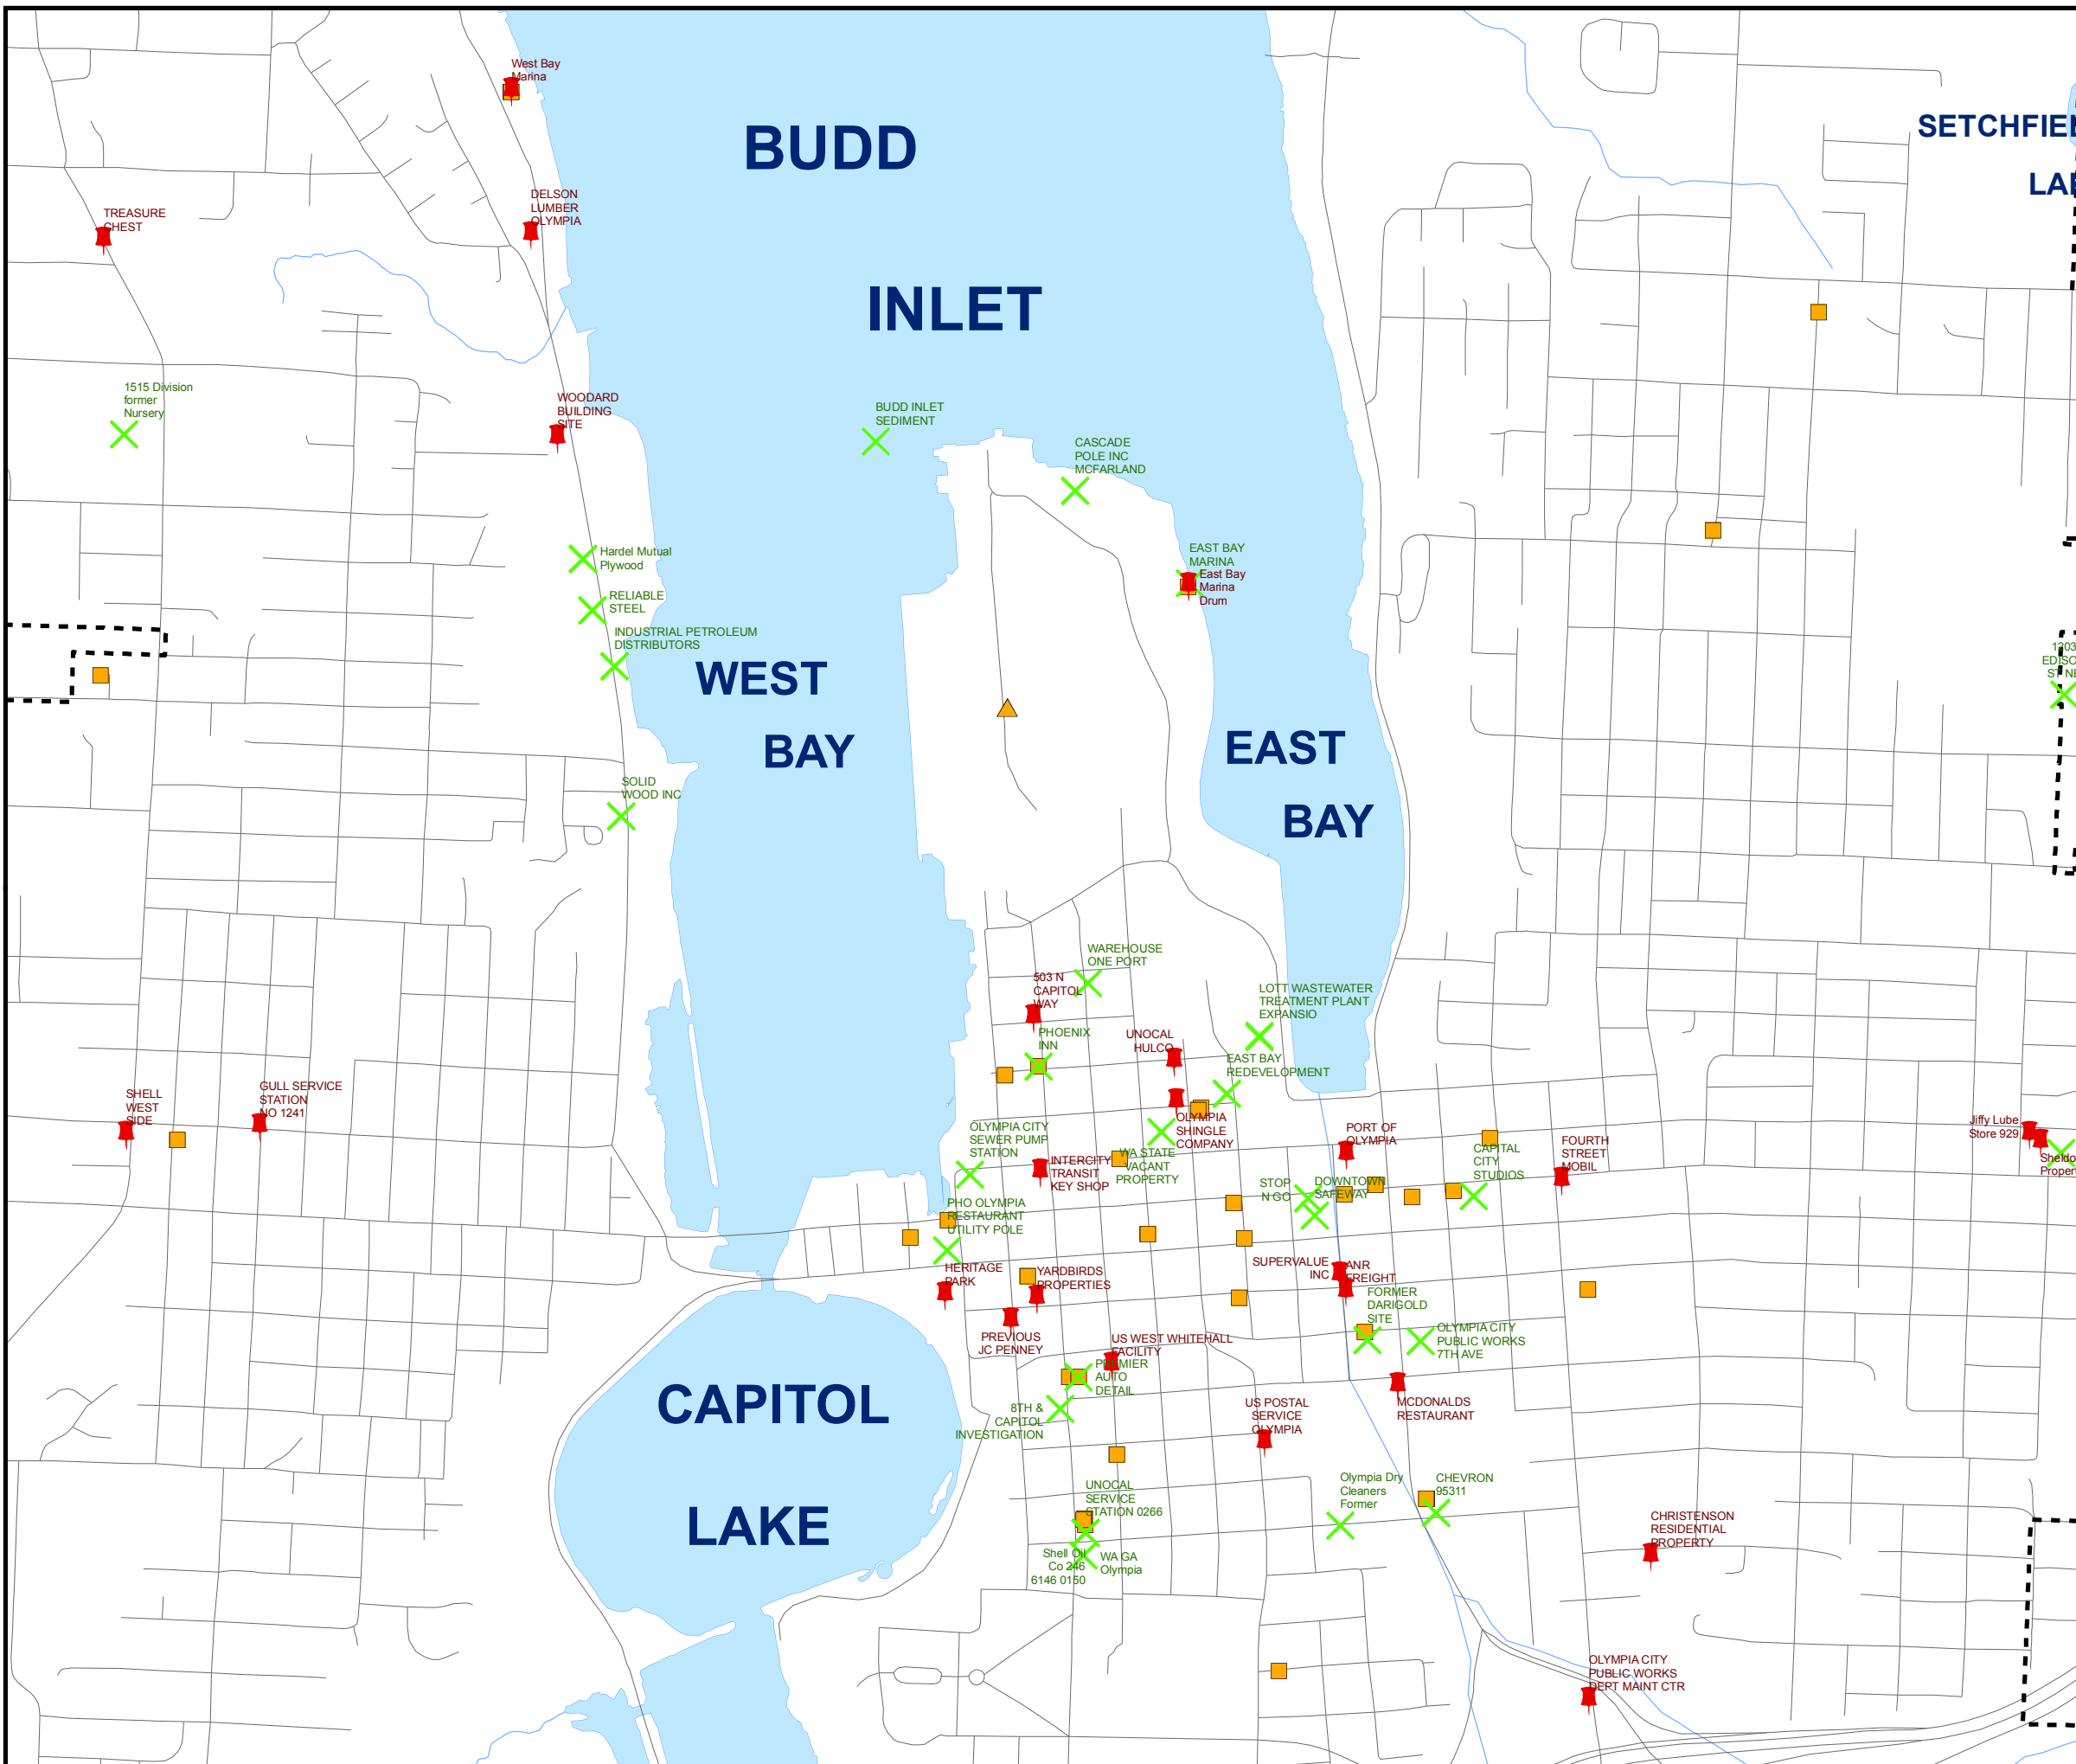 West Bay
Marina
BUDD
SETCHFIE
LA
DELSON
LUMBER
OLYMPIA
TREASURE
CHEST
INLET
1515 Division
former
Nursery
WOODARD
BUILDING
SITE
BUDD INLET
SEDIMENT
CASCADE
POLE INC
MCFARLAND
Hardel Mutual
Plywood
EAST BAY
MARINA
East Bay
Marina
Drum
RELIABLE
STEEL
INDUSTRIAL PETROLEUM
DISTRIBUTORS
1303
EDISO
ST NE
WEST
BAY
EAST
BAY
SOLID
WOOD INC
WAREHOUSE
ONE PORT
503 N
CAPITOL
WAY
LOTT WASTEWATER
TREATMENT PLANT
EXPANSIO
PHOENIX
INN
UNOCAL
HULCO
EAST BAY
REDEVELOPMENT
SHELL
WEST
SIDE
GULL SERVICE
STATION
NO 1241
OLYMPIA CITY
SEWER PUMP
STATION
OLYMPIA
SHINGLE
COMPANY
PORT OF
OLYMPIA
Jiffy Lube
Store 929
Sheldo
Proper
INTERCITY
TRANSIT
KEY SHOP
WA STATE
VACANT
PROPERTY
CAPITAL
CITY
STUDIOS
FOURTH
STREET
MOBIL
STOP
N GO
DOWNTOWN
SAFEWAY
PHO OLYMPIA
RESTAURANT
UTILITY POLE
HERITAGE
PARK
YARDBIRDS
PROPERTIES
SUPERVALUE
INC
ANR
FREIGHT
FORMER
DARIGOLD
SITE
OLYMPIA CITY
PUBLIC WORKS
7TH AVE
PREVIOUS
JC PENNEY
US WEST WHITEHALL
FACILITY
PREMIER
AUTO
DETAIL
CAPITOL
8TH &
CAPITOL
INVESTIGATION
US POSTAL
SERVICE
OLYMPIA
MCDONALDS
RESTAURANT
LAKE
UNOCAL
SERVICE
STATION 0266
Olympia Dry
Cleaners
Former
CHEVRON
95311
CHRISTENSON
RESIDENTIAL
PROPERTY
Shell Oil
Co 246
6146 0150
WA GA
Olympia
OLYMPIA CITY
PUBLIC WORKS
DEPT MAINT CTR